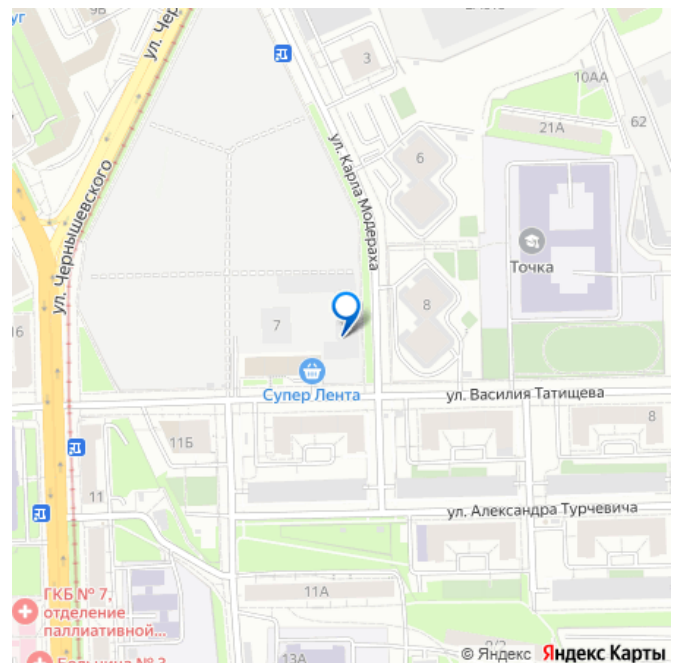 уг
9В
ул. Чер
3
10АА
62
21А
6
ул. Карла Модераха
ул. Чернышевского
Точка
8
7
16
Супер Лента
ул. Василия Татищева
8
11Б
11
ул. Александра Турчевича
ГКБ № 7,
отделение
паллиативной...
11А
13А
© Яндекс Яндекс Карты